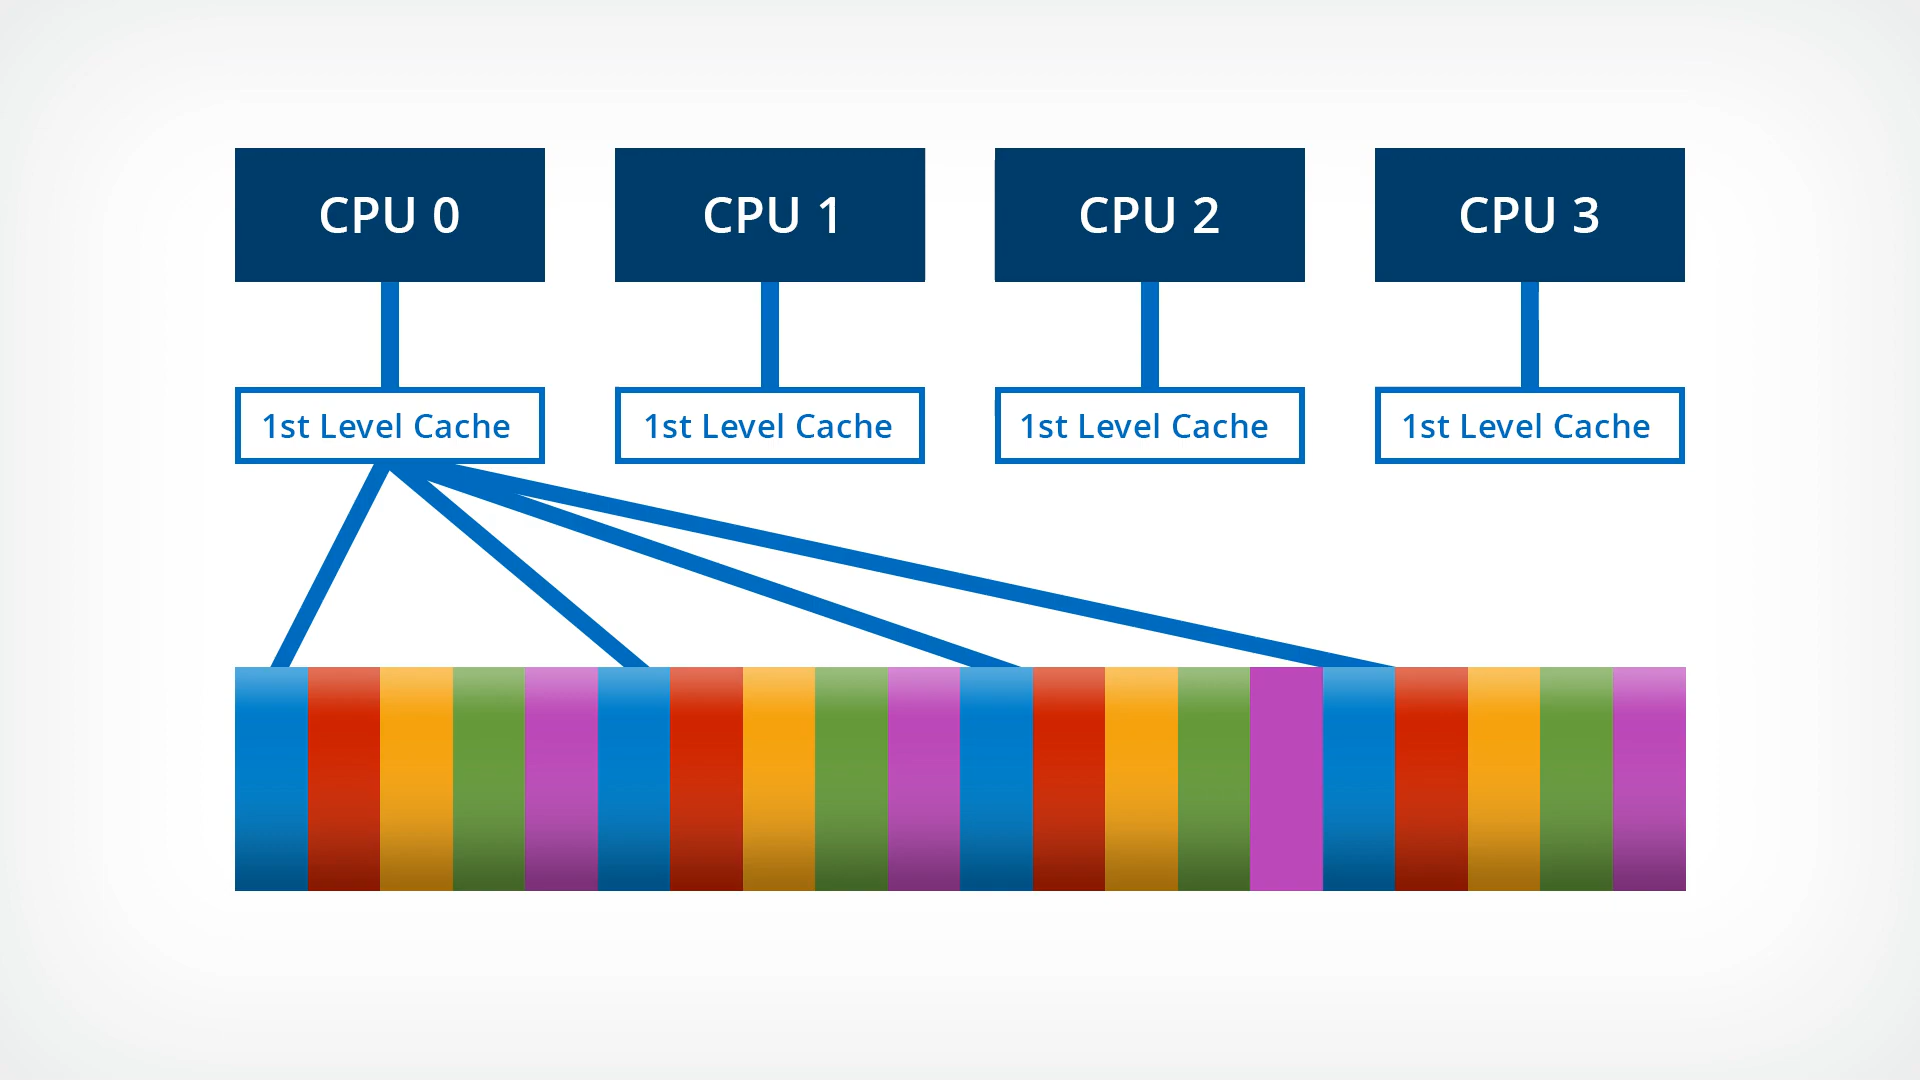 CPU 0
CPU 1
CPU 2
CPU 3
1st Level Cache
1st Level Cache
1st Level Cache
1st Level Cache